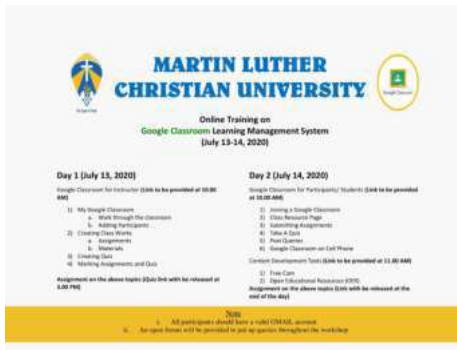 MARTIN LUTHER
CHRISTIAN UNIVERSITY
Google Classroom
Online Training on
Google Classroom Learning Management System
(July 13-14, 2020)
Day 1 (July 13, 2020)
Google Classroom for Instructor (Link to be provided at 10.00
AM)
1) My Google Classroom
a. Walk through the classroom
b. Adding Participants
2) Creating Class Works
a. Assignments
b. Materials
3) Creating Quiz
4) Marking Assignments and Quiz
Assignment on the above topics (Quiz link with be released at
3.00 PM)
Day 2 (July 14, 2020)
Google Classroom for Participants/ Students (Link to be provided
at 10.00 AM)
1) Joining a Google Classroom
2) Class Resource Page
3) Submitting Assignments
4) Take A Quiz
5) Post Queries
6) Google Classroom on Cell Phone
Content Development Tools (Link to be provided at 11.00 AM)
1) Free Cam
2) Open Educational Resources (OER)
Assignment on the above topics (Link with be released at the
end of the day)
Note
i. All participants should have a valid GMAIL account
ii. An open forum will be provided to put up queries throughout the workshop